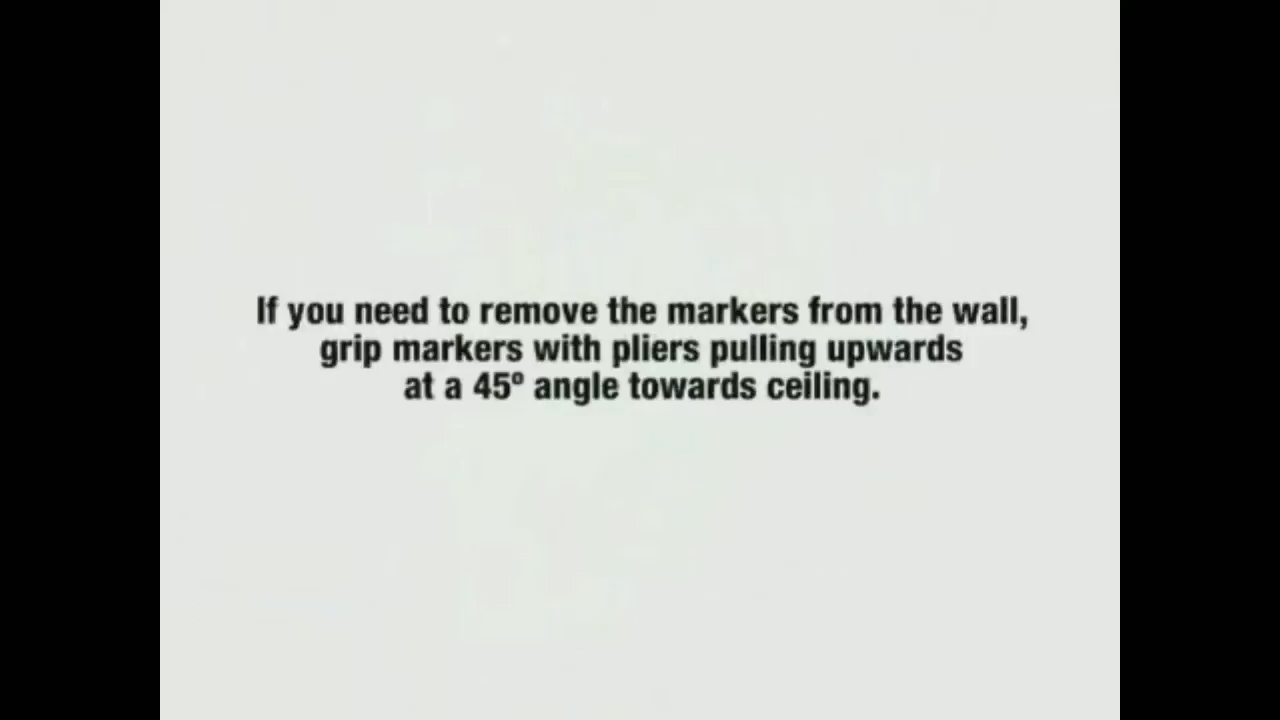 If you need to remove the markers from the wall,
grip markers with pliers pulling upwards
at a 45º angle towards ceiling.